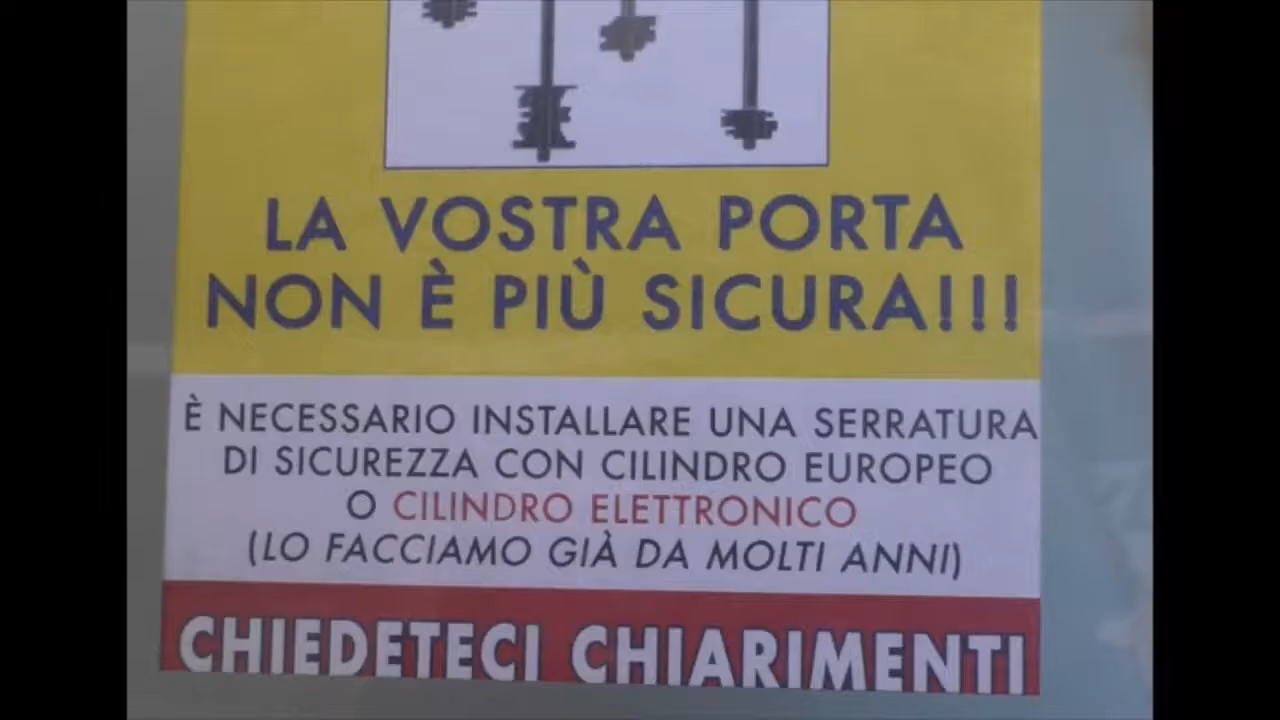 LA VOSTRA PORTA
NON È PIÙ SICURA!!!
È NECESSARIO INSTALLARE UNA SERRATURA
DI SICUREZZA CON CILINDRO EUROPEO
O CILINDRO ELETTRONICO
(LO FACCIAMO GIÀ DA MOLTI ANNI)
CHIEDETECI CHIARIMENTI